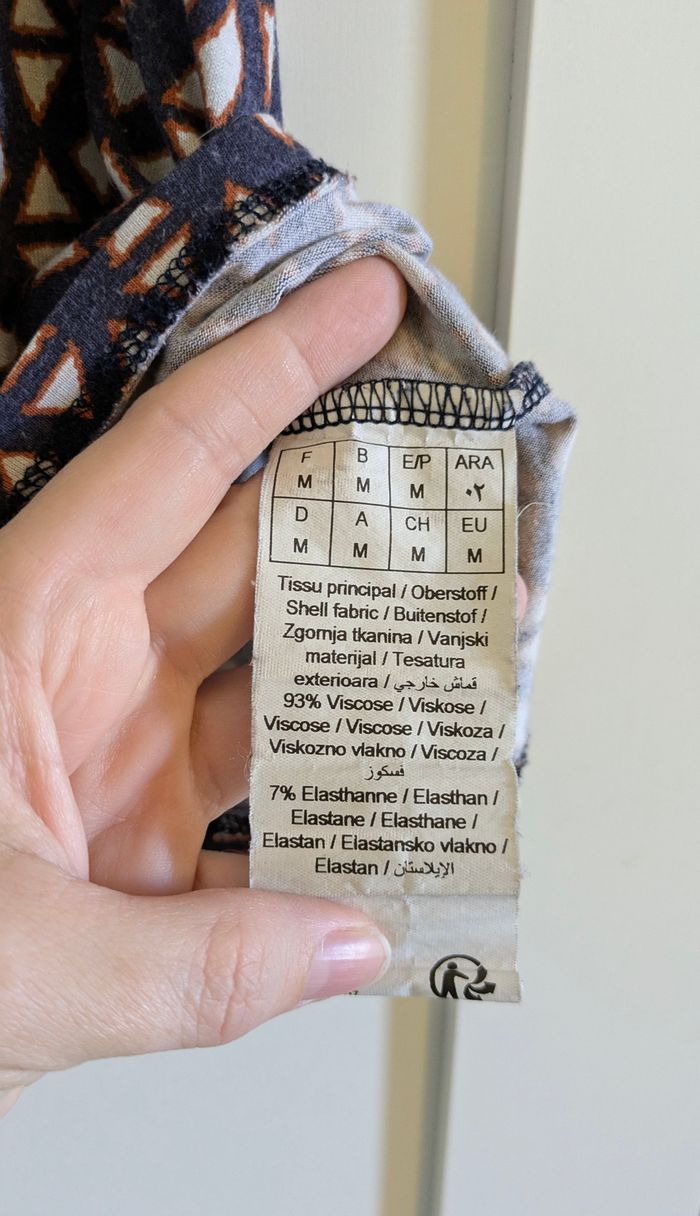 F B E/P ARA
M M M ٠٢
D A CH EU
M M M M
Tissu principal / Oberstoff /
Shell fabric / Buitenstof /
Zgornja tkanina / Vanjski
materijal / Tesatura
exterioara / قماش خارجي
93% Viscose / Viskose /
Viscose / Viscose / Viskoza /
Viskozno vlakno / Viscoza /
فسكوز
7% Elasthanne / Elasthan /
Elastane / Elasthane /
Elastan / Elastansko vlakno /
Elastan / الإيلاستان